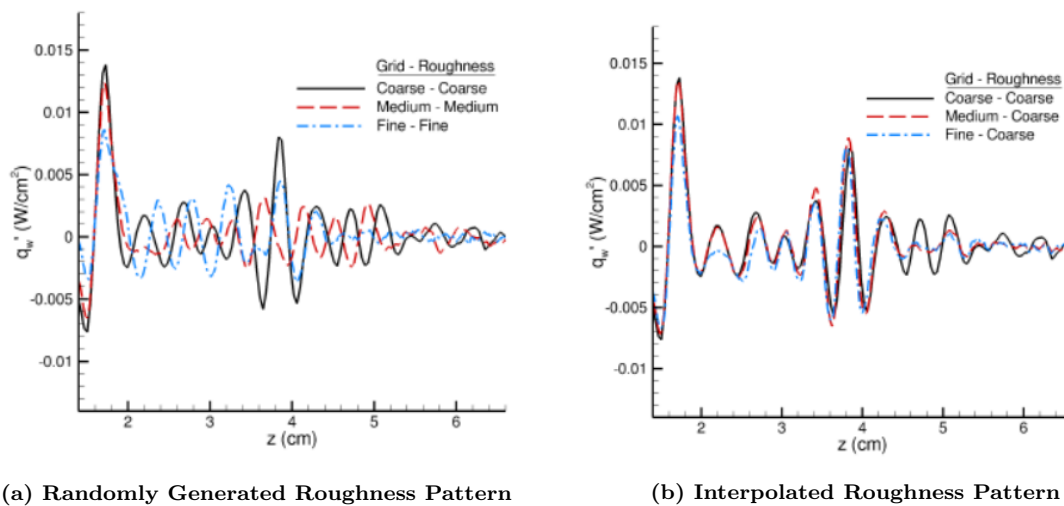 0.015
0.01
0.005
0
-0.005
-0.01
q_w' (W/cm²)
Grid - Roughness
Coarse - Coarse
Medium - Medium
Fine - Fine
2 3 4 5 6
z (cm)
(a) Randomly Generated Roughness Pattern
0.015
0.01
0.005
0
-0.005
-0.01
q_w' (W/cm²)
Grid - Roughness
Coarse - Coarse
Medium - Coarse
Fine - Coarse
2 3 4 5 6
z (cm)
(b) Interpolated Roughness Pattern